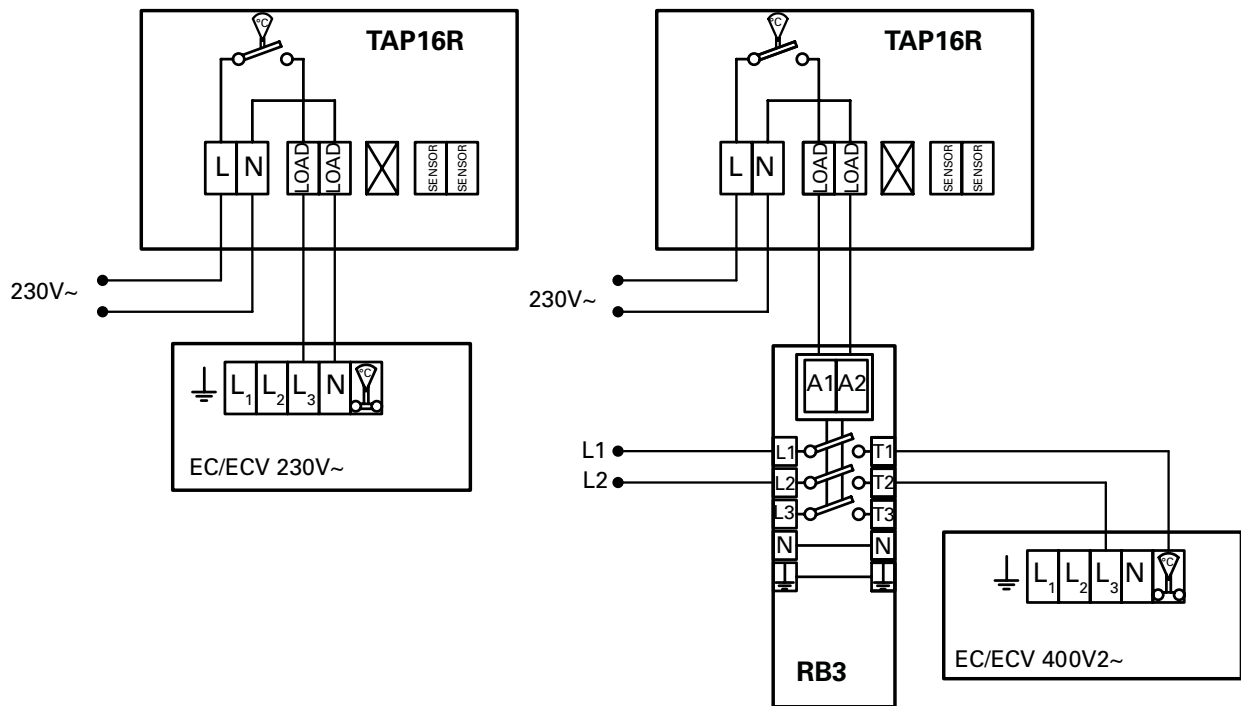 °C
TAP16R
L N LOAD LOAD SENSOR SENSOR
230V~
L₁ L₂ L₃ N °C
EC/ECV 230V~
°C
TAP16R
L N LOAD LOAD SENSOR SENSOR
230V~
A1 A2
L1 L1 T1
L2 L2 T2
L3 T3
N N
RB3
L₁ L₂ L₃ N °C
EC/ECV 400V2~